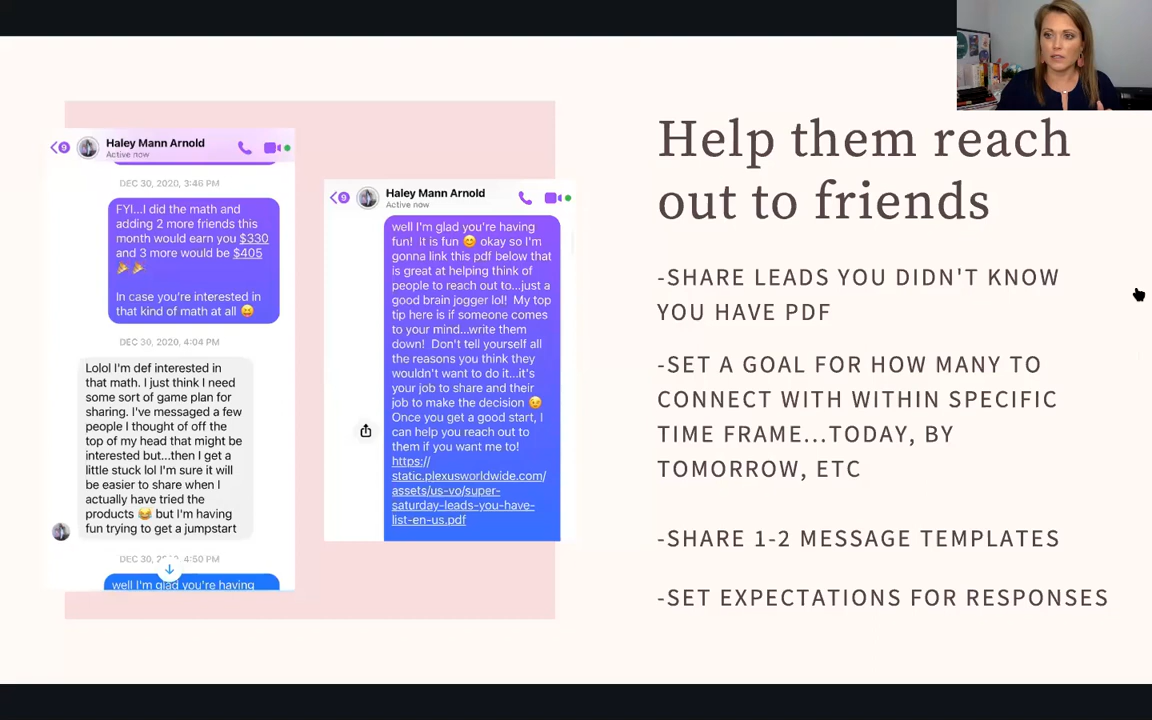 Haley Mann Arnold
Active now
DEC 30, 2020, 3:46 PM
FYI...I did the math and
adding 2 more friends this
month would earn you $330
and 3 more would be $405
In case you're interested in
that kind of math at all 😝
DEC 30, 2020, 4:04 PM
Lolol I'm def interested in
that math. I just think I need
some sort of game plan for
sharing. I've messaged a few
people I thought of off the
top of my head that might be
interested but...then I get a
little stuck lol I'm sure it will
be easier to share when I
actually have tried the
products 😂 but I'm having
fun trying to get a jumpstart
DEC 30, 2020, 4:50 PM
well I'm glad you're having
Haley Mann Arnold
Active now
well I'm glad you're having
fun! It is fun 😊 okay so I'm
gonna link this pdf below that
is great at helping think of
people to reach out to...just a
good brain jogger lol! My top
tip here is if someone comes
to your mind...write them
down! Don't tell yourself all
the reasons you think they
wouldn't want to do it...it's
your job to share and their
job to make the decision 😉
Once you get a good start, I
can help you reach out to
them if you want me to!
https://
static.plexusworldwide.com/
assets/us-vo/super-
saturday-leads-you-have-
list-en-us.pdf
Help them reach
out to friends
-SHARE LEADS YOU DIDN'T KNOW
YOU HAVE PDF
-SET A GOAL FOR HOW MANY TO
CONNECT WITH WITHIN SPECIFIC
TIME FRAME...TODAY, BY
TOMORROW, ETC
-SHARE 1-2 MESSAGE TEMPLATES
-SET EXPECTATIONS FOR RESPONSES